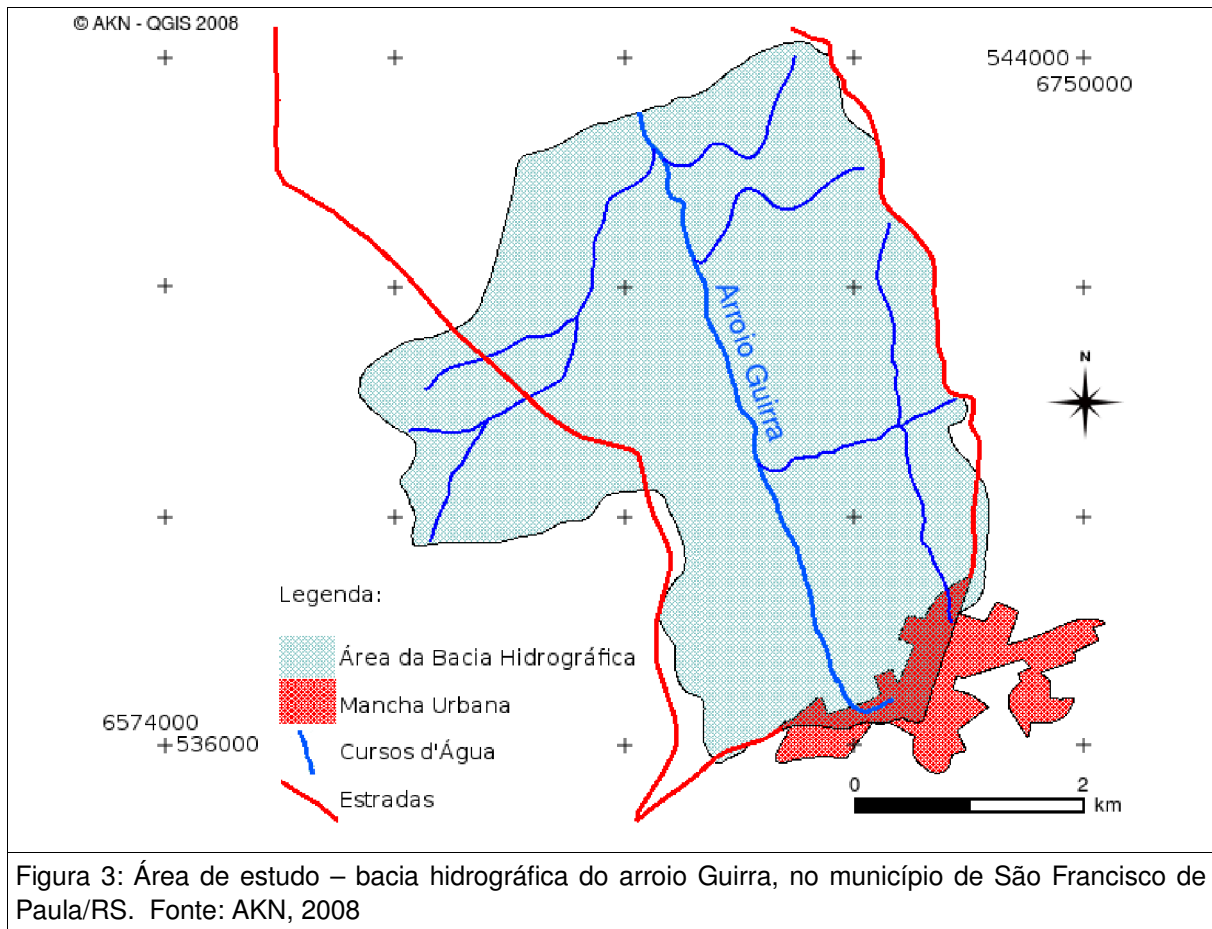 © AKN - QGIS 2008
544000
6750000
Arroio Guirra
N
Legenda:
Área da Bacia Hidrográfica
Mancha Urbana
Cursos d'Água
Estradas
6574000
536000
0 2
km
Figura 3: Área de estudo – bacia hidrográfica do arroio Guirra, no município de São Francisco de
Paula/RS. Fonte: AKN, 2008